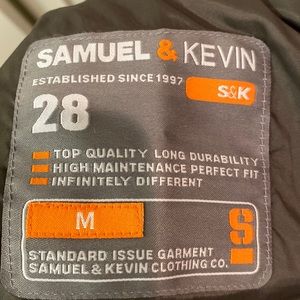 SAMUEL & KEVIN
ESTABLISHED SINCE 1997
S&K
28
TOP QUALITY LONG DURABILITY
HIGH MAINTENANCE PERFECT FIT
INFINITELY DIFFERENT
M
S
STANDARD ISSUE GARMENT
SAMUEL & KEVIN CLOTHING CO.